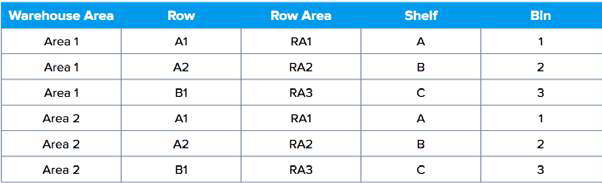 Warehouse Area Row Row Area Shelf Bin
Area 1 A1 RA1 A 1
Area 1 A2 RA2 B 2
Area 1 B1 RA3 C 3
Area 2 A1 RA1 A 1
Area 2 A2 RA2 B 2
Area 2 B1 RA3 C 3